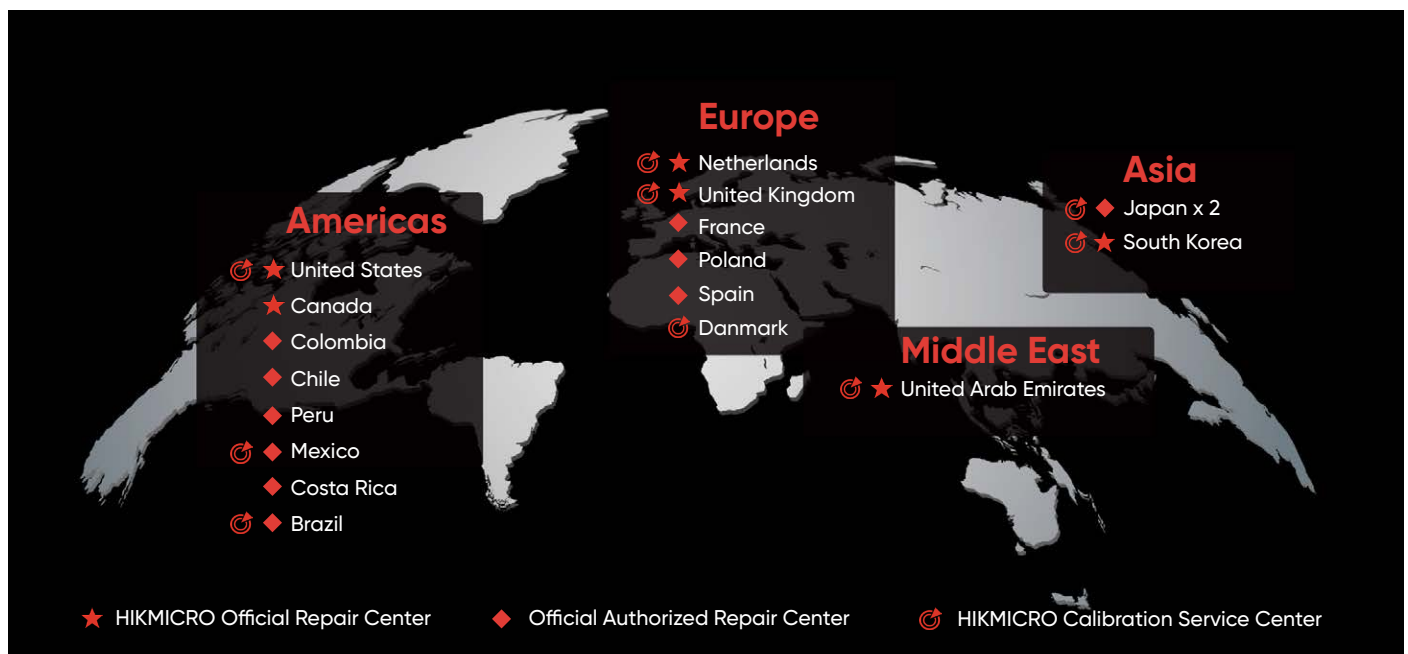 Americas
United States
Canada
Colombia
Chile
Peru
Mexico
Costa Rica
Brazil
Europe
Netherlands
United Kingdom
France
Poland
Spain
Danmark
Asia
Japan x 2
South Korea
Middle East
United Arab Emirates
HIKMICRO Official Repair Center
Official Authorized Repair Center
HIKMICRO Calibration Service Center